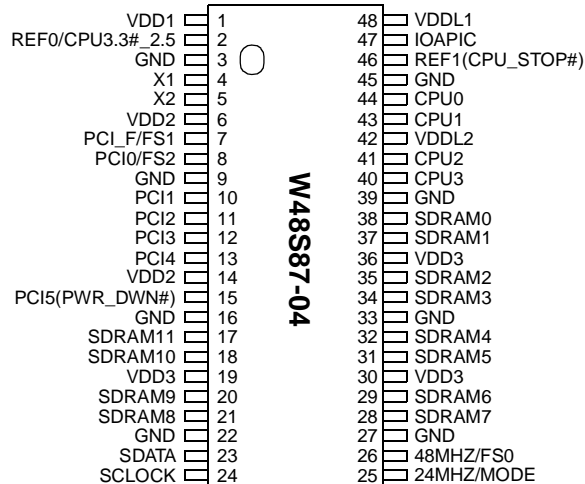 VDD1 1 48 VDDL1
REF0/CPU3.3#_2.5 2 47 IOAPIC
GND 3 46 REF1(CPU_STOP#)
X1 4 45 GND
X2 5 44 CPU0
VDD2 6 43 CPU1
PCI_F/FS1 7 42 VDDL2
PCI0/FS2 8 41 CPU2
GND 9 40 CPU3
PCI1 10 39 GND
PCI2 11 38 SDRAM0
PCI3 12 37 SDRAM1
PCI4 13 36 VDD3
VDD2 14 35 SDRAM2
PCI5(PWR_DWN#) 15 34 SDRAM3
GND 16 33 GND
SDRAM11 17 32 SDRAM4
SDRAM10 18 31 SDRAM5
VDD3 19 30 VDD3
SDRAM9 20 29 SDRAM6
SDRAM8 21 28 SDRAM7
GND 22 27 GND
SDATA 23 26 48MHZ/FS0
SCLOCK 24 25 24MHZ/MODE
W48S87-04